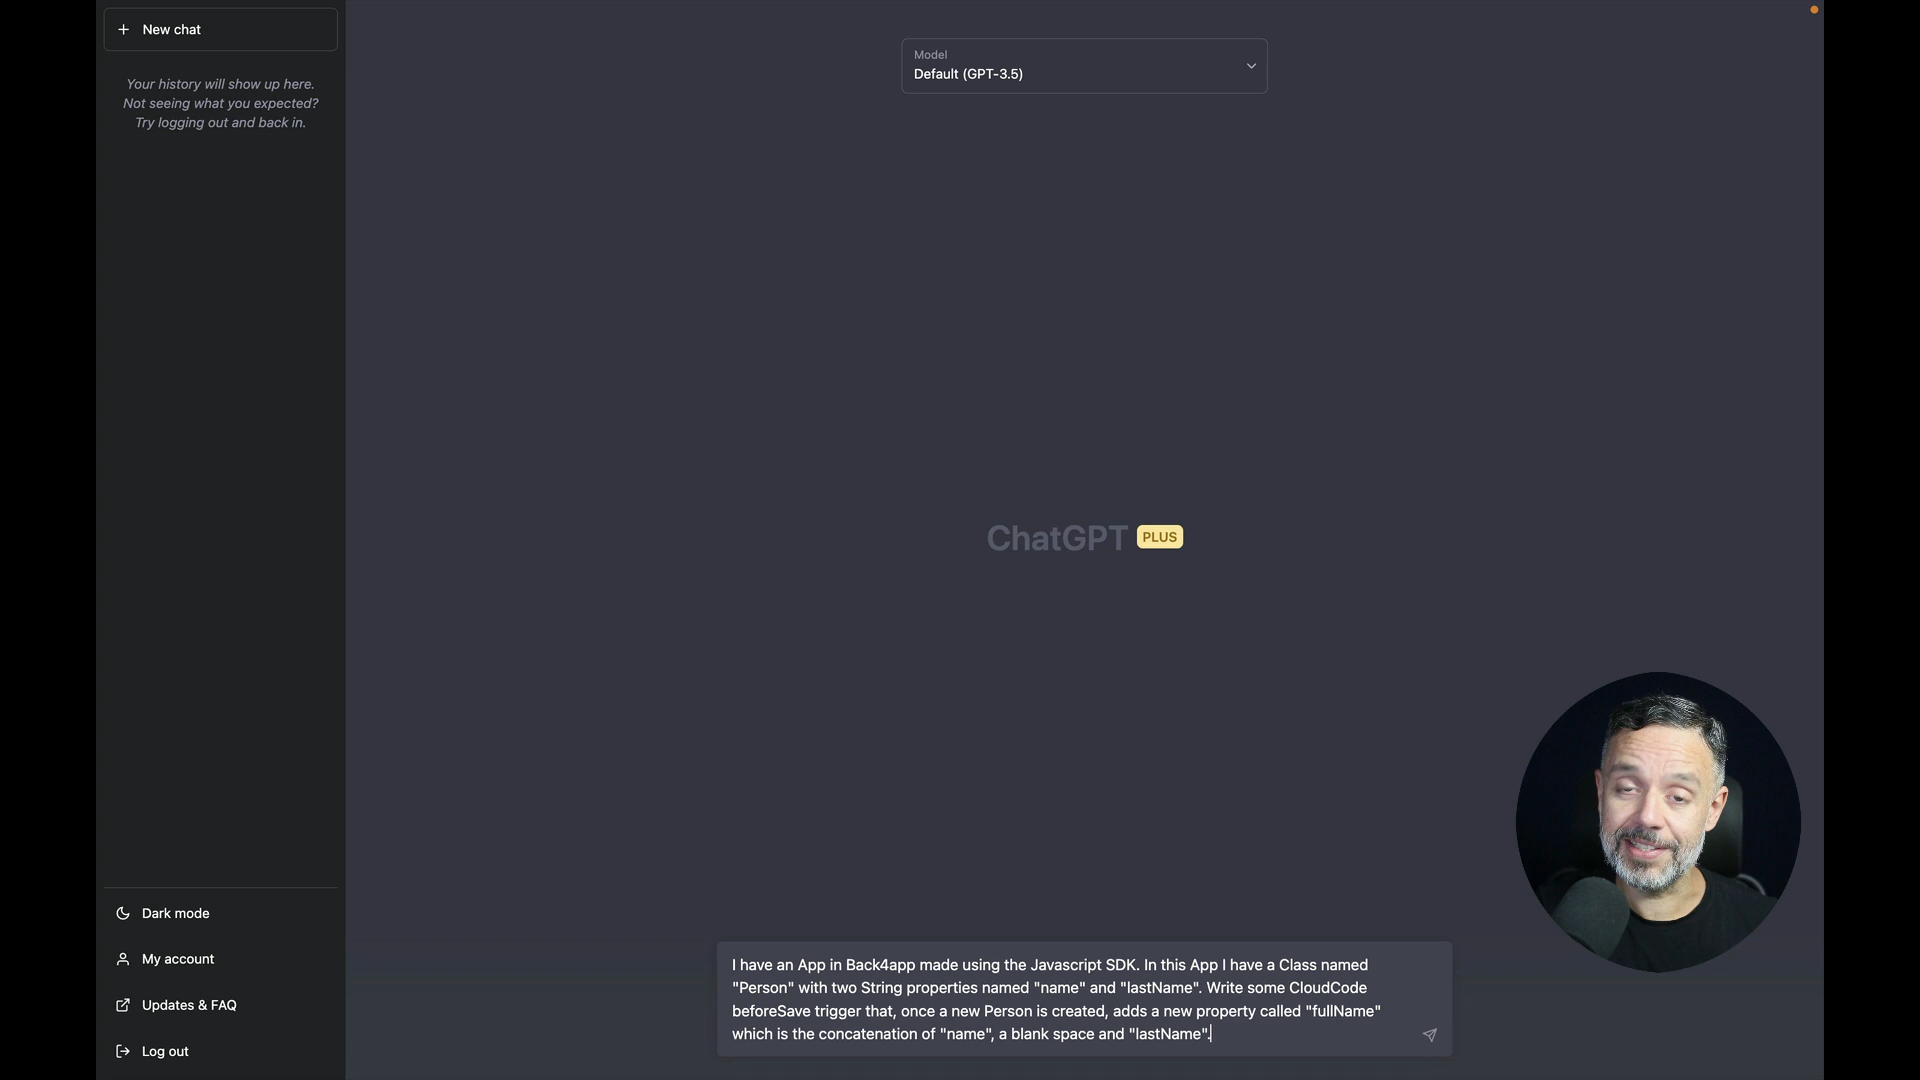 New chat
Your history will show up here.
Not seeing what you expected?
Try logging out and back in.
Model
Default (GPT-3.5)
ChatGPT PLUS
Dark mode
My account
Updates & FAQ
Log out
I have an App in Back4app made using the Javascript SDK. In this App I have a Class named
"Person" with two String properties named "name" and "lastName". Write some CloudCode
beforeSave trigger that, once a new Person is created, adds a new property called "fullName"
which is the concatenation of "name", a blank space and "lastName".